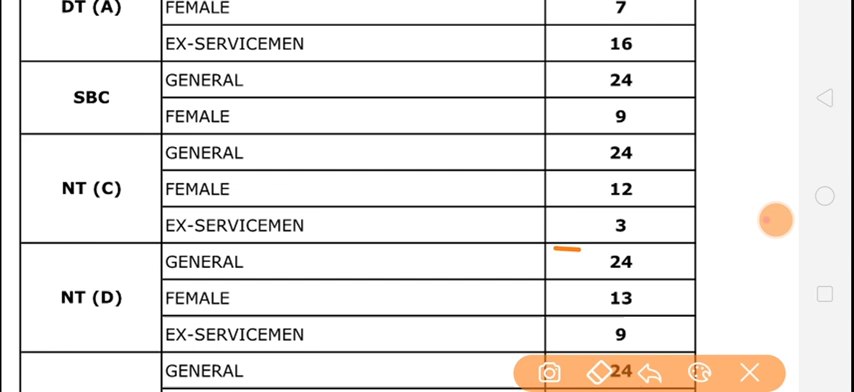 DT (A) FEMALE 7
EX-SERVICEMEN 16
GENERAL 24
SBC
FEMALE 9
GENERAL 24
NT (C) FEMALE 12
EX-SERVICEMEN 3
GENERAL 24
NT (D) FEMALE 13
EX-SERVICEMEN 9
GENERAL 24